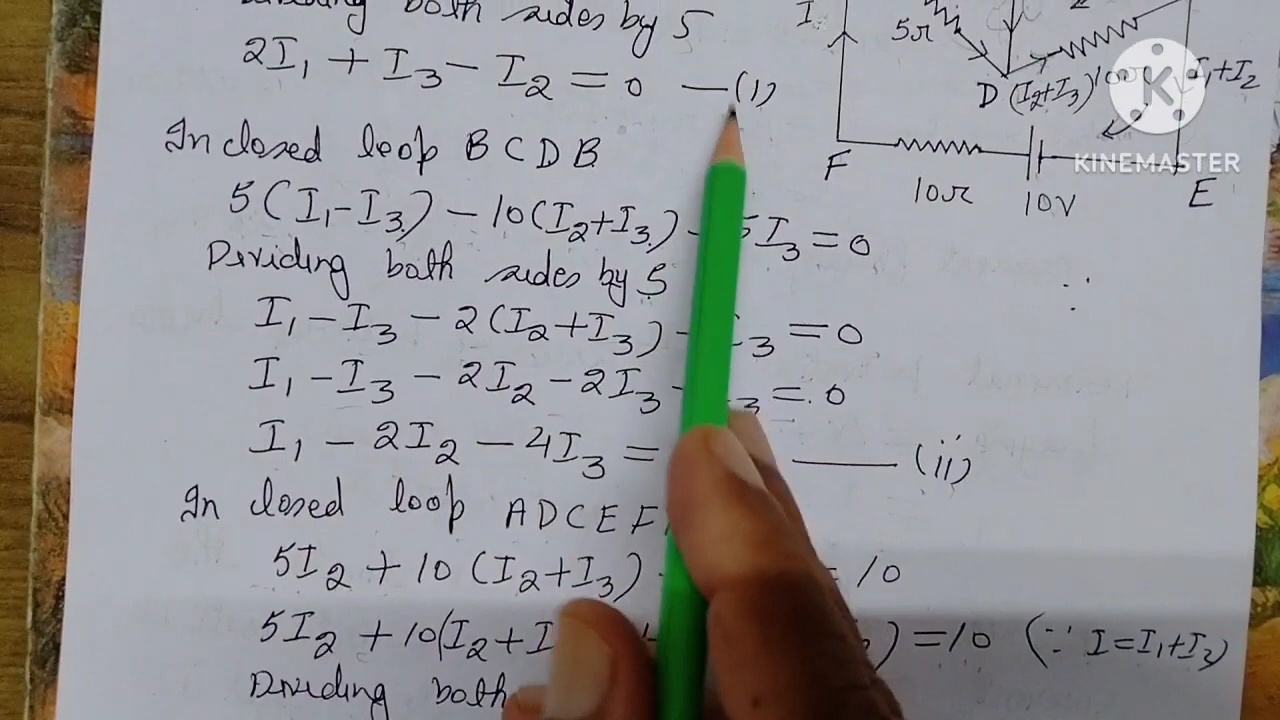 Dividing both sides by 5
2I₁ + I₃ − I₂ = 0 —(1)
In closed loop B C D B
5(I₁−I₃) − 10(I₂+I₃) − 5I₃ = 0
Dividing both sides by 5
I₁ − I₃ − 2(I₂+I₃) − I₃ = 0
I₁ − I₃ − 2I₂ − 2I₃ − I₃ = 0
I₁ − 2I₂ − 4I₃ = —— (ii)
In closed loop A D C E F
5I₂ + 10 (I₂+I₃) = 10
5I₂ + 10(I₂+I ) = 10 (∵ I = I₁+I₂)
Dividing both
I
5Ω
D (I₂+I₃) 10Ω
I₁+I₂
F
10Ω
10V
E
KINEMASTER